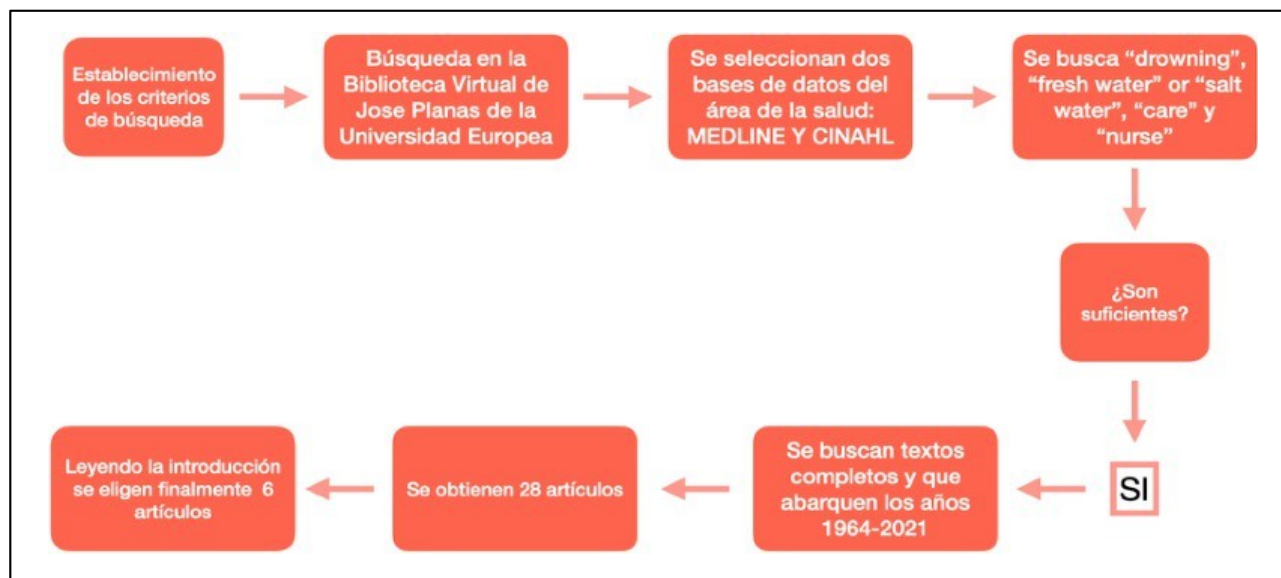 Establecimiento
de los criterios
de búsqueda
Búsqueda en la
Biblioteca Virtual de
Jose Planas de la
Universidad Europea
Se seleccionan dos
bases de datos del
área de la salud:
MEDLINE Y CINAHL
Se busca “drowning”,
“fresh water” or “salt
water”, “care” y
“nurse”
¿Son
suficientes?
SI
Se buscan textos
completos y que
abarquen los años
1964-2021
Se obtienen 28 artículos
Leyendo la introducción
se eligen finalmente 6
artículos